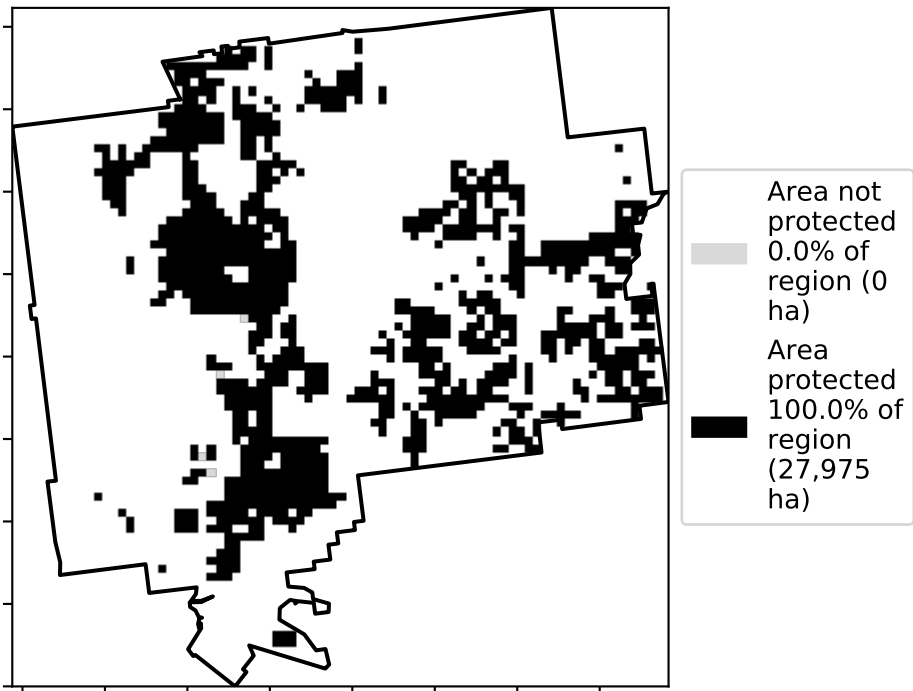 Area not
protected
0.0% of
region (0
ha)
Area
protected
100.0% of
region
(27,975
ha)